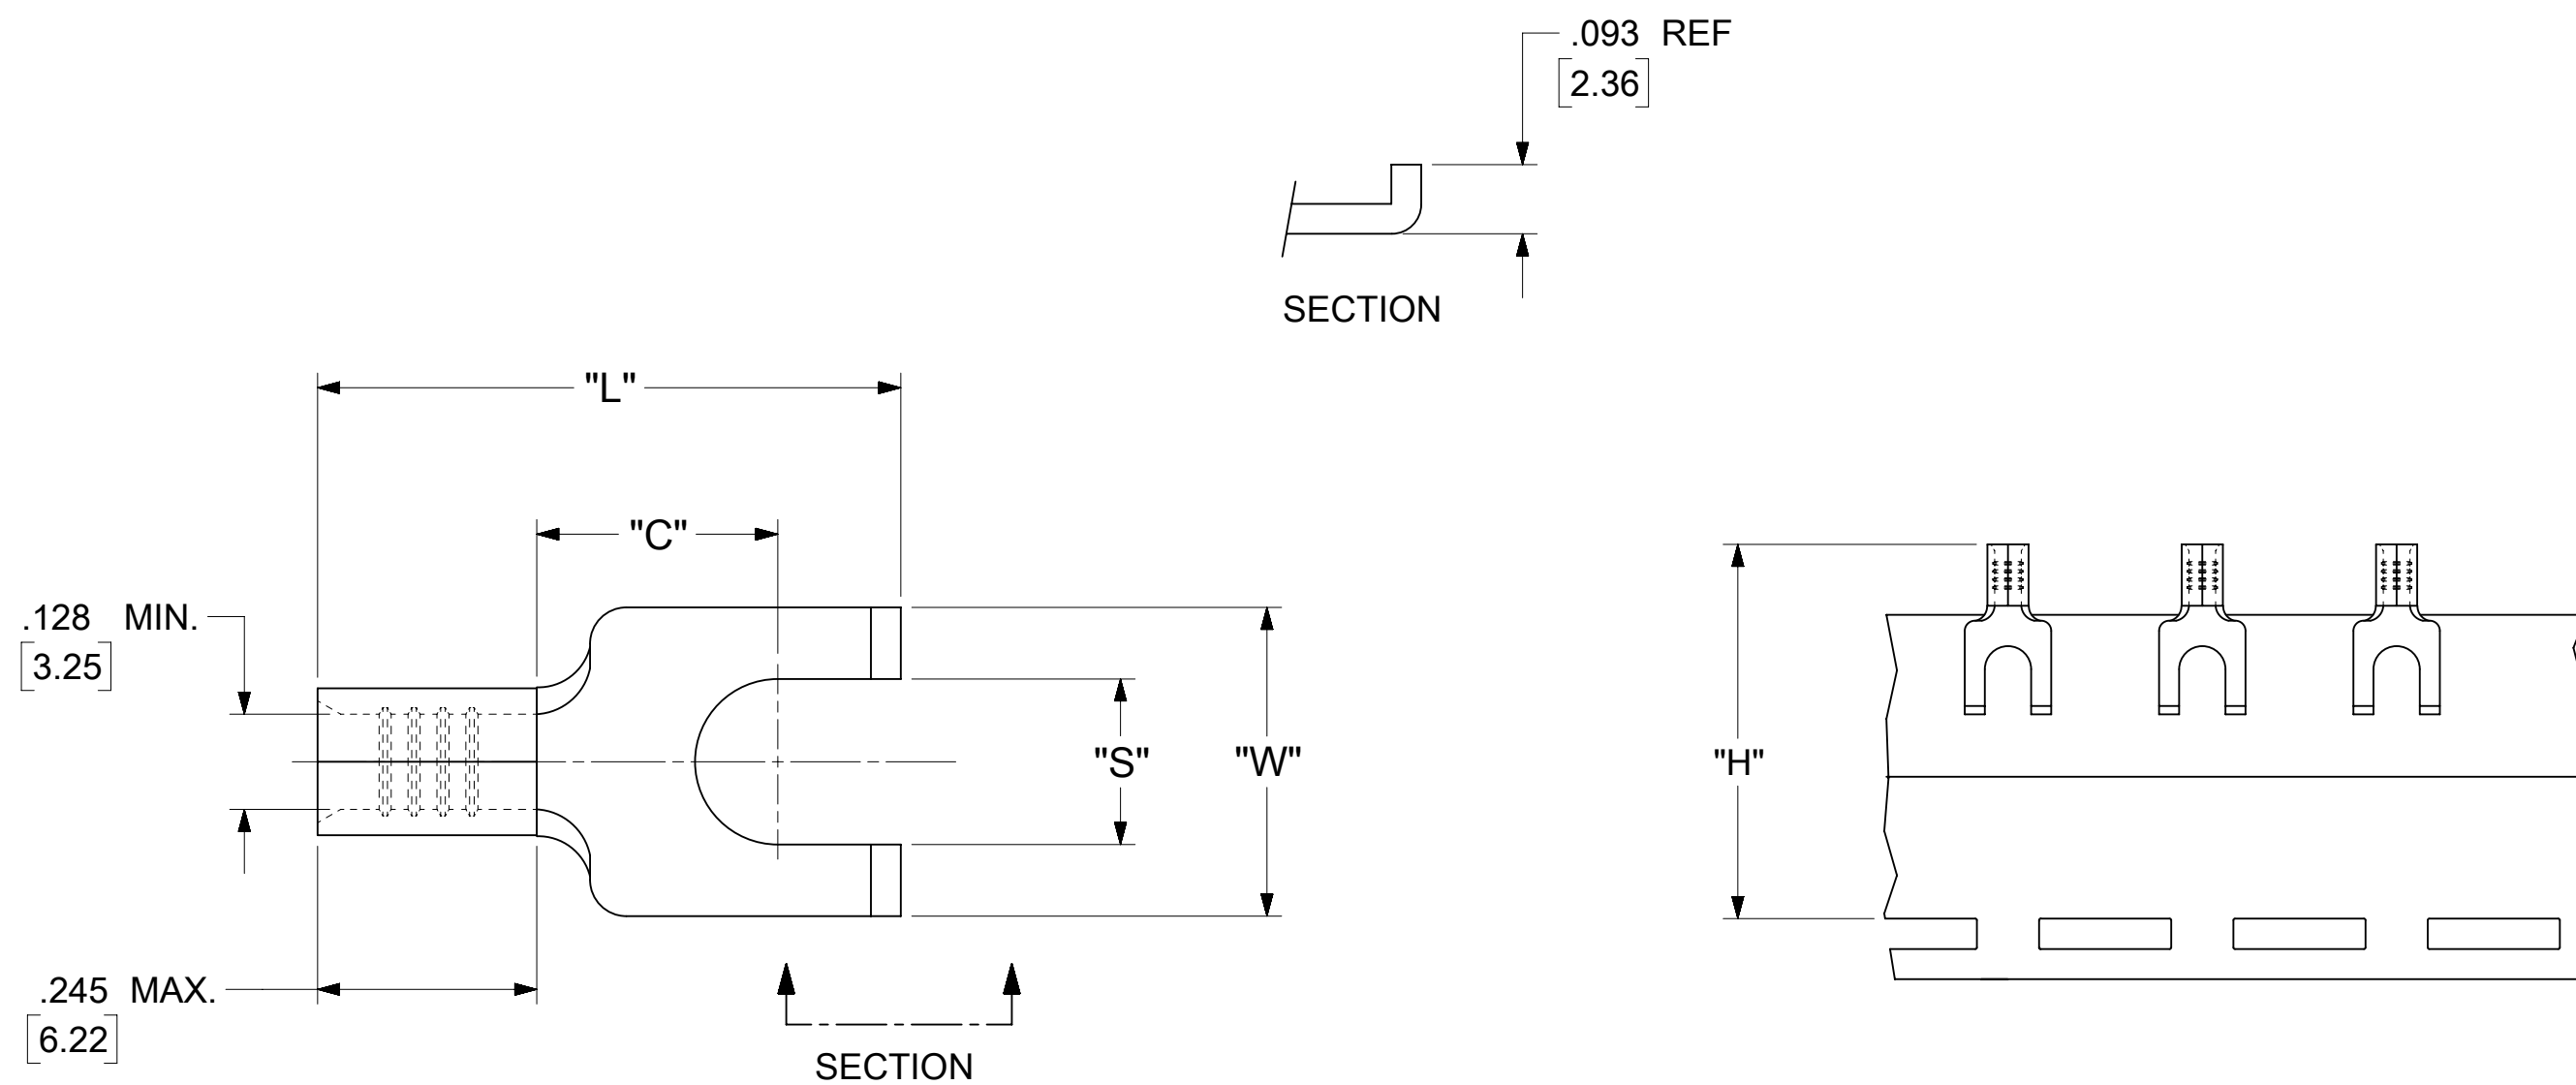 .093 REF
[2.36]
SECTION
"L"
"C"
.128 MIN.
[3.25]
"S"
"W"
"H"
.245 MAX.
[6.22]
SECTION